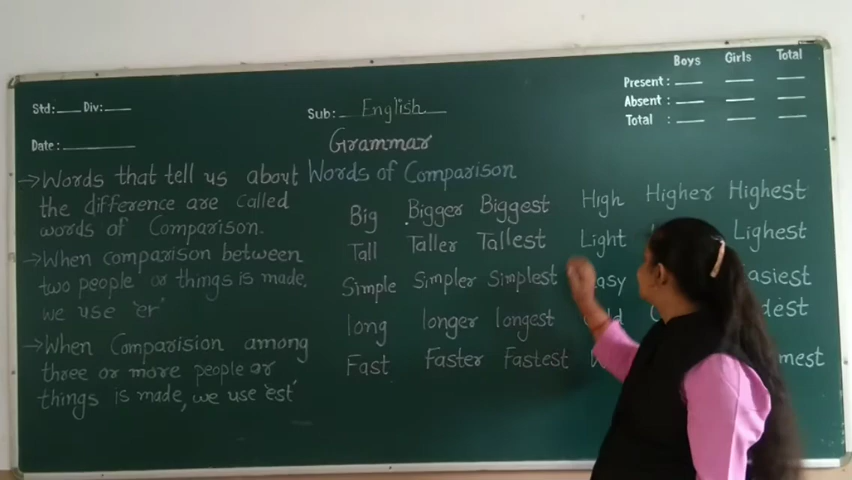 Boys Girls Total
Std: Div:
Sub: English
Present:
Absent:
Total
Date:
Grammar
Words of Comparison
→Words that tell us about
the difference are called
words of Comparison.
→When comparison between
two people or things is made,
we use 'er'
→When Comparison among
three or more people or
things is made, we use 'est'
Big Bigger Biggest High Higher Highest
Tall Taller Tallest Light Lighest
Simple Simpler Simplest
long longer longest
Fast Faster Fastest